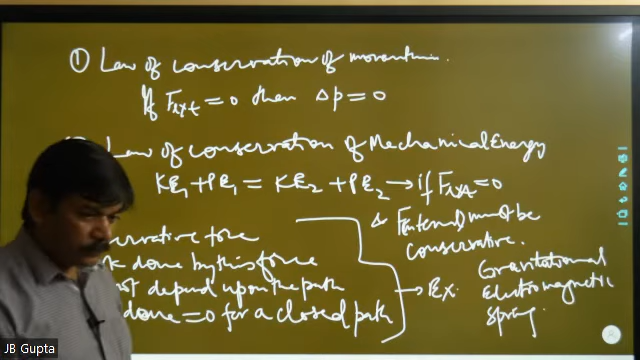 ① Law of conservation of momentum.
If Fext = 0 then Δp = 0
Law of conservation of Mechanical Energy
KE₁ + PE₁ = KE₂ + PE₂ → if Fext = 0
& Finternal must be
conservative.
servative force
done by this force
depend upon the path
done = 0 for a closed path
→ Ex. Gravitational
Electromagnetic
spring.
JB Gupta